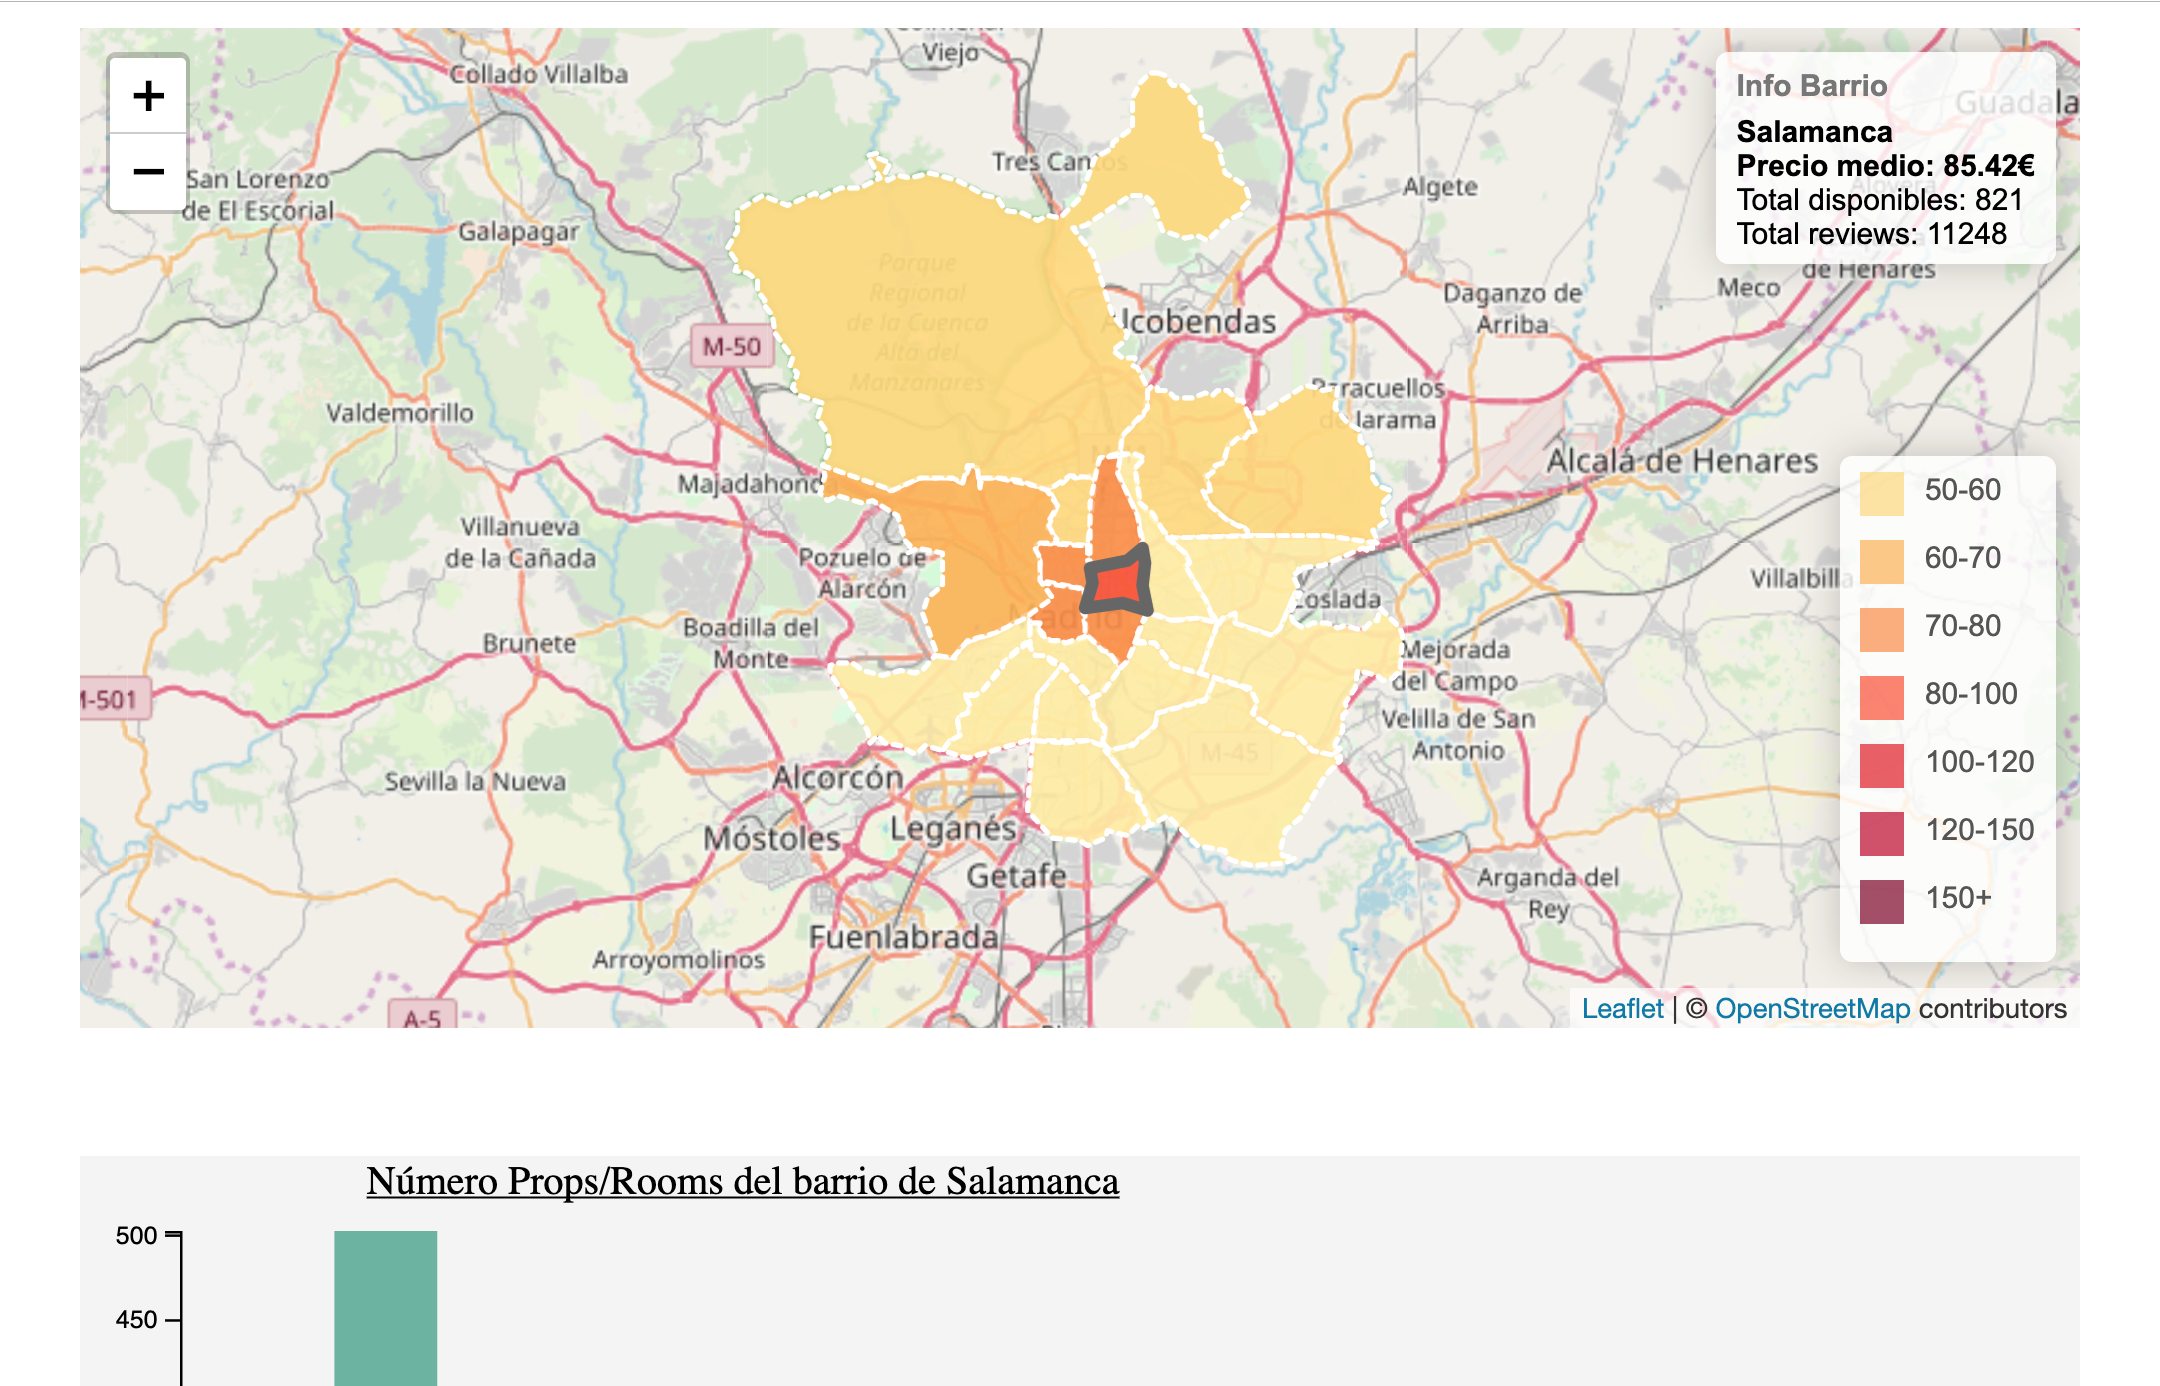 +
−
Viejo
Collado Villalba
Info Barrio
Salamanca
Precio medio: 85.42€
Total disponibles: 821
Total reviews: 11248
Guadala
Tres Cantos
San Lorenzo
de El Escorial
Algete
Galapagar
Parque
Regional
de la Cuenca
Alta del
Manzanares
de Henares
Meco
Daganzo de
Arriba
lcobendas
M-50
Paracuellos
de Jarama
Valdemorillo
Majadahond
Alcalá de Henares
Villanueva
de la Cañada
Pozuelo de
Alarcón
Villalbilla
Coslada
Madrid
Boadilla del
Monte
Brunete
Mejorada
del Campo
M-501
Velilla de San
Antonio
M-45
Sevilla la Nueva
Alcorcón
Móstoles
Leganés
Getafe
Arganda del
Rey
Fuenlabrada
Arroyomolinos
A-5
50-60
60-70
70-80
80-100
100-120
120-150
150+
Leaflet | © OpenStreetMap contributors
Número Props/Rooms del barrio de Salamanca
500
450